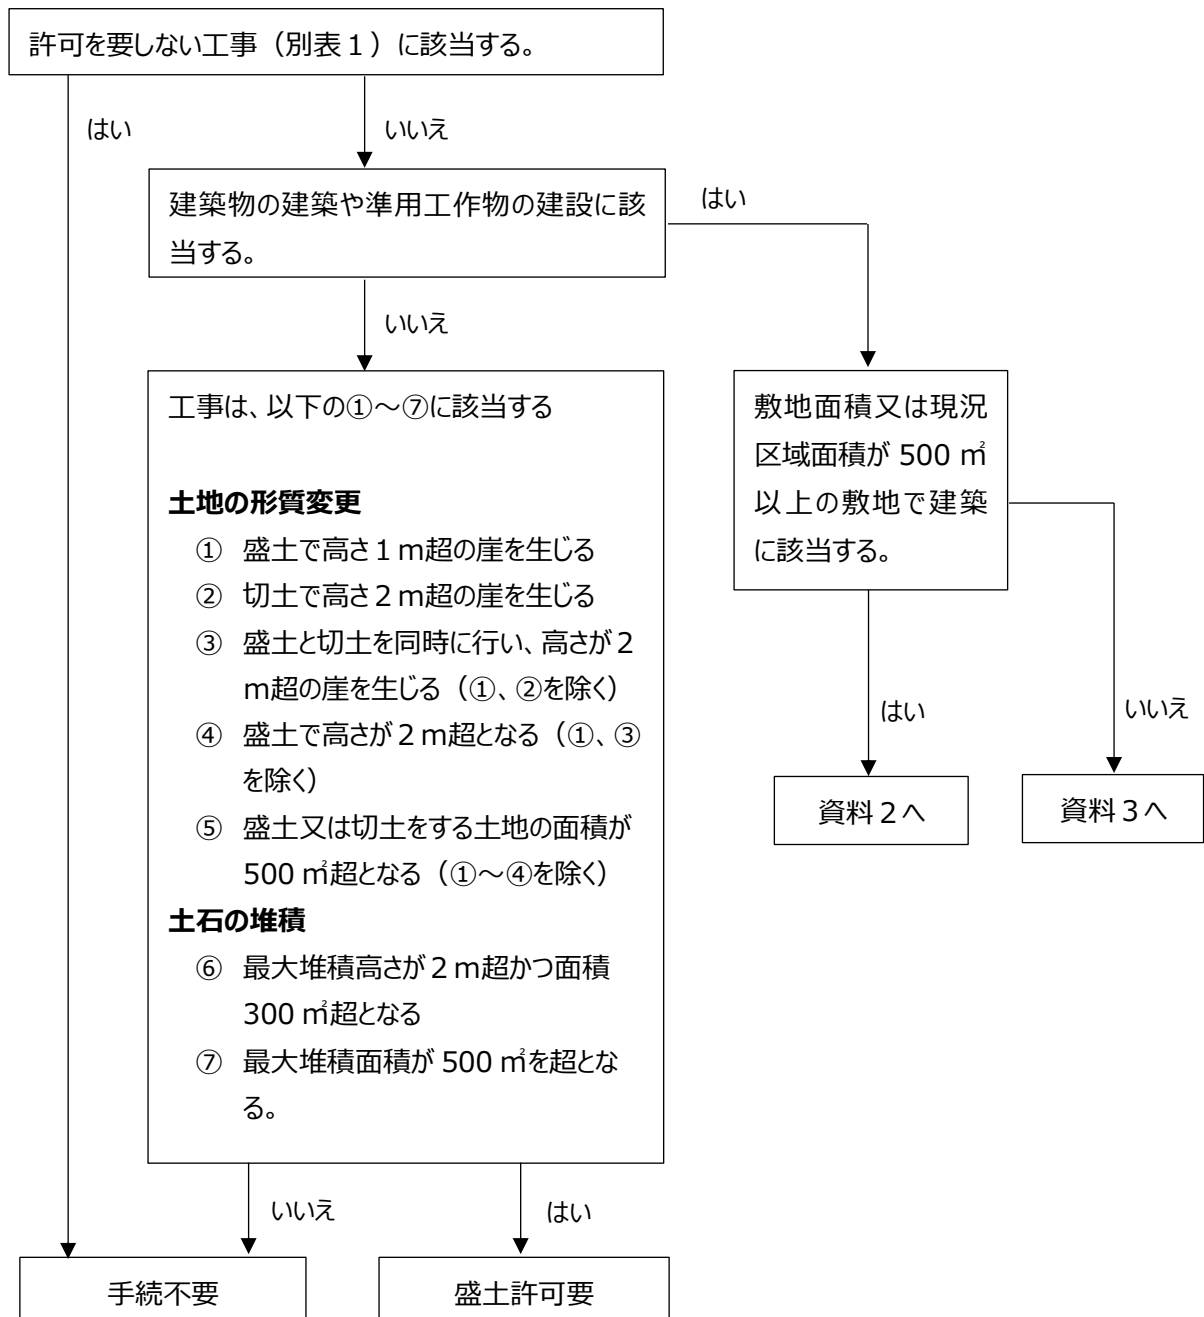 許可を要しない工事（別表１）に該当する。
はい
いいえ
建築物の建築や準用工作物の建設に該
当する。
はい
いいえ
工事は、以下の①～⑦に該当する
土地の形質変更
① 盛土で高さ１ｍ超の崖を生じる
② 切土で高さ２ｍ超の崖を生じる
③ 盛土と切土を同時に行い、高さが２
ｍ超の崖を生じる（①、②を除く）
④ 盛土で高さが２ｍ超となる（①、③
を除く）
⑤ 盛土又は切土をする土地の面積が
500 ㎡超となる（①～④を除く）
土石の堆積
⑥ 最大堆積高さが２ｍ超かつ面積
300 ㎡超となる
⑦ 最大堆積面積が 500 ㎡を超とな
る。
敷地面積又は現況
区域面積が 500 ㎡
以上の敷地で建築
に該当する。
はい
いいえ
資料２へ
資料３へ
いいえ
はい
手続不要
盛土許可要